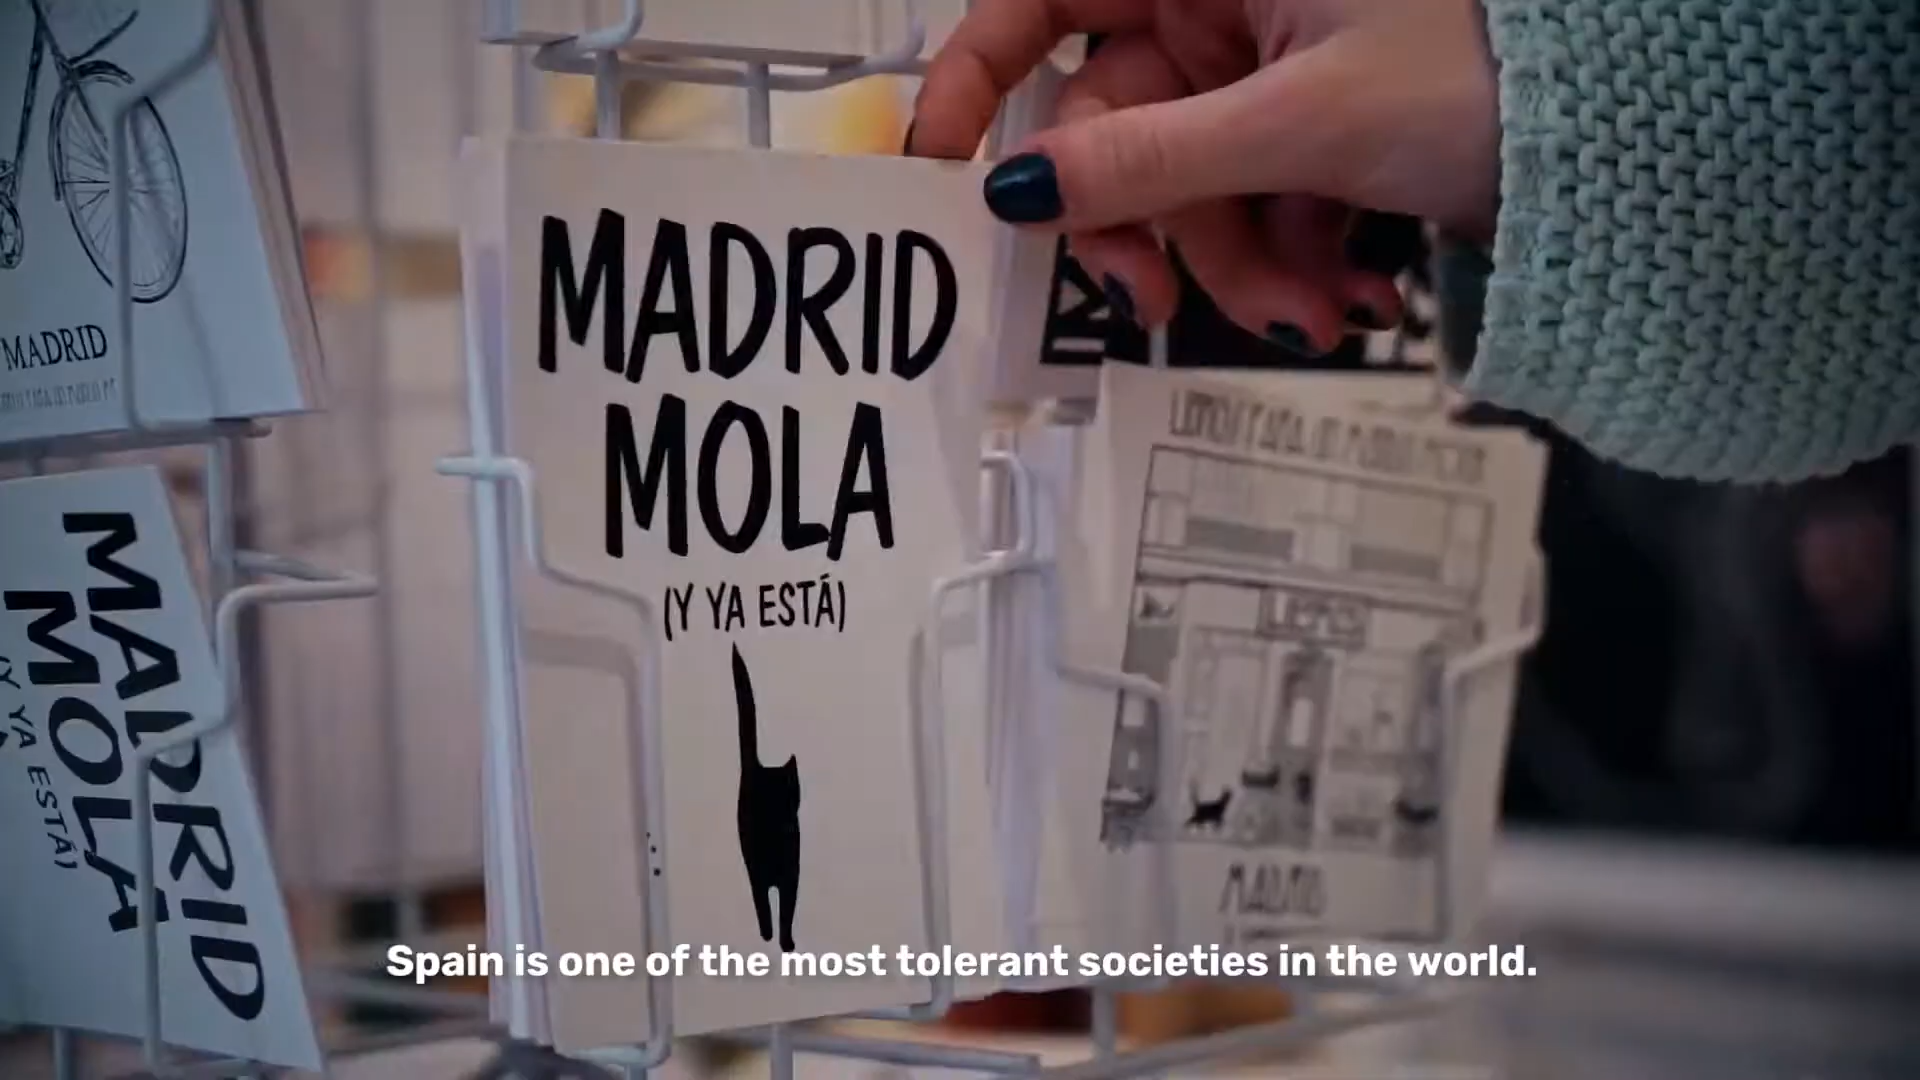 MADRID
MADRID
MOLA
(Y YA ESTÁ)
MADRID
MOLA
(Y YA ESTÁ)
MADRID
Spain is one of the most tolerant societies in the world.